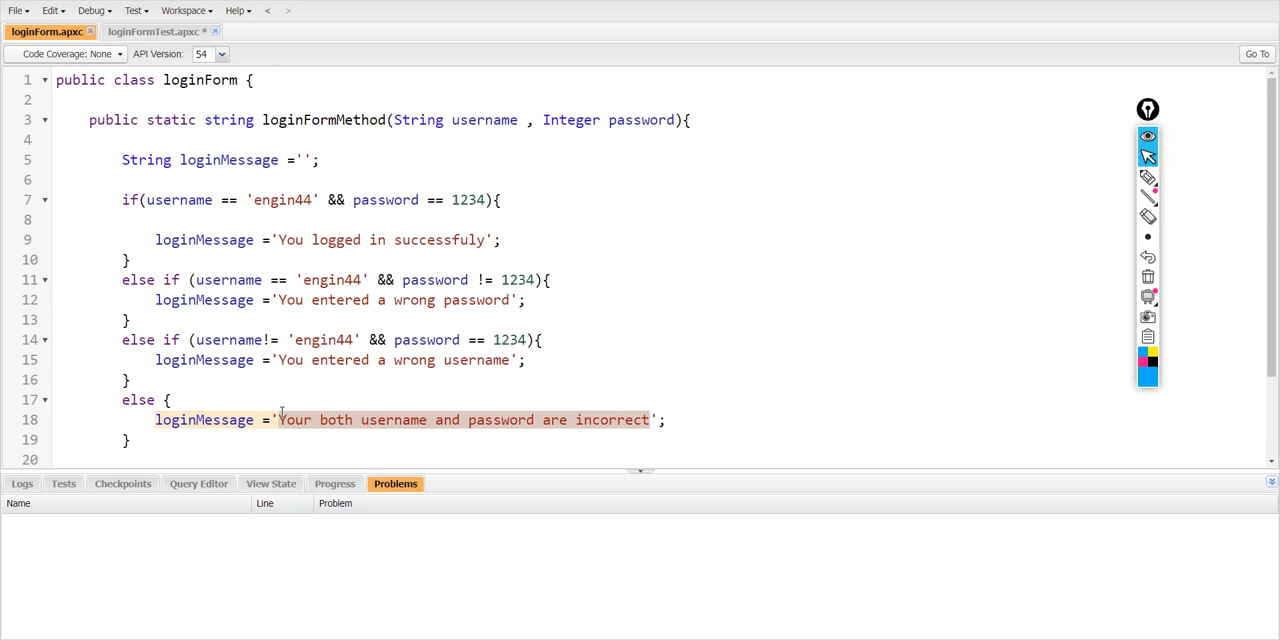 File Edit Debug Test Workspace Help < >
loginForm.apxc loginFormTest.apxc *
Code Coverage: None API Version: 54 Go To
1 public class loginForm {
2
3 public static string loginFormMethod(String username , Integer password){
4
5 String loginMessage ='';
6
7 if(username == 'engin44' && password == 1234){
8
9 loginMessage ='You logged in successfuly';
10 }
11 else if (username == 'engin44' && password != 1234){
12 loginMessage ='You entered a wrong password';
13 }
14 else if (username!= 'engin44' && password == 1234){
15 loginMessage ='You entered a wrong username';
16 }
17 else {
18 loginMessage ='Your both username and password are incorrect';
19 }
20
Logs Tests Checkpoints Query Editor View State Progress Problems
Name Line Problem